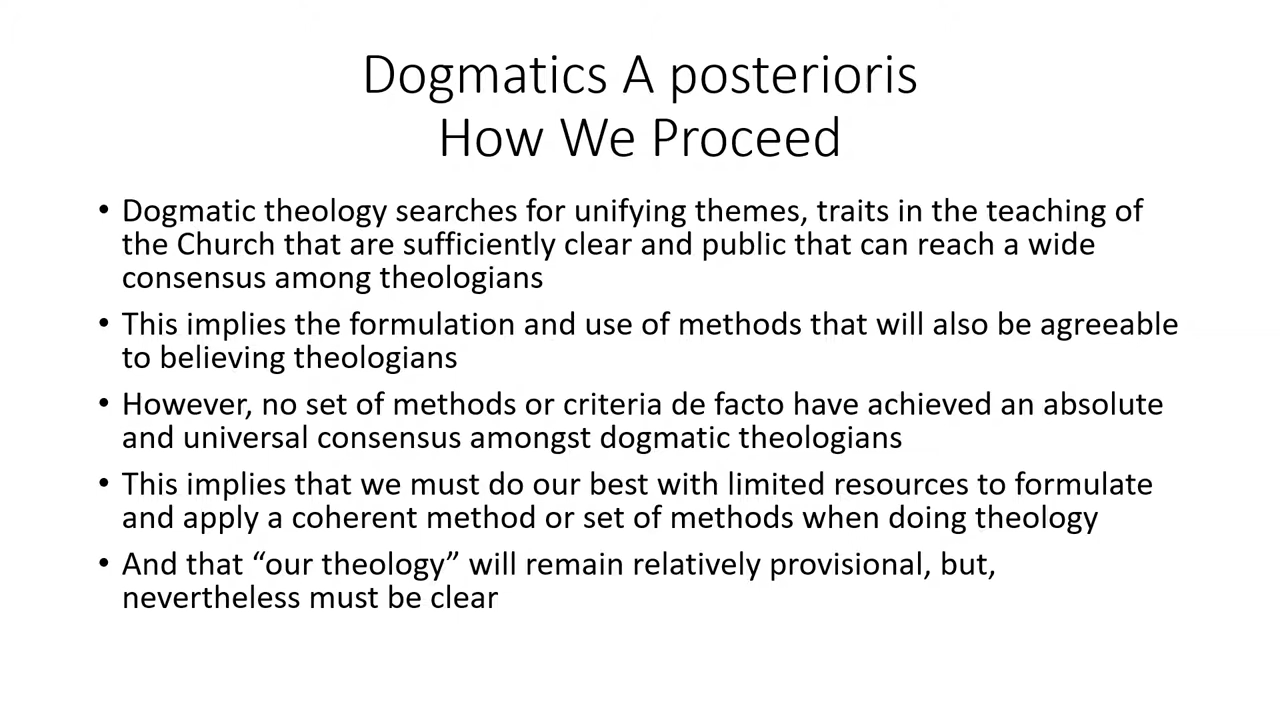 Dogmatics A posterioris
How We Proceed
• Dogmatic theology searches for unifying themes, traits in the teaching of
the Church that are sufficiently clear and public that can reach a wide
consensus among theologians
• This implies the formulation and use of methods that will also be agreeable
to believing theologians
• However, no set of methods or criteria de facto have achieved an absolute
and universal consensus amongst dogmatic theologians
• This implies that we must do our best with limited resources to formulate
and apply a coherent method or set of methods when doing theology
• And that “our theology” will remain relatively provisional, but,
nevertheless must be clear